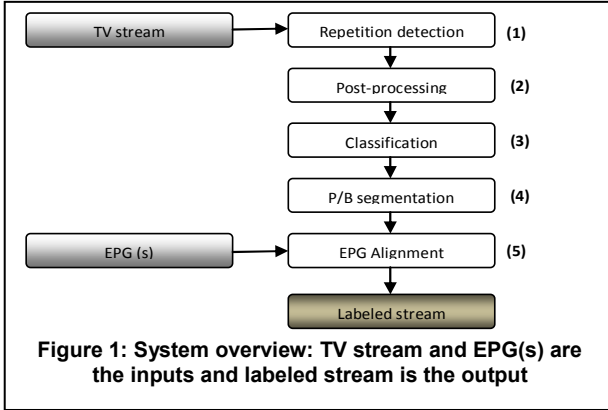 TV stream
Repetition detection
(1)
Post-processing
(2)
Classification
(3)
P/B segmentation
(4)
EPG (s)
EPG Alignment
(5)
Labeled stream
Figure 1: System overview: TV stream and EPG(s) are
the inputs and labeled stream is the output